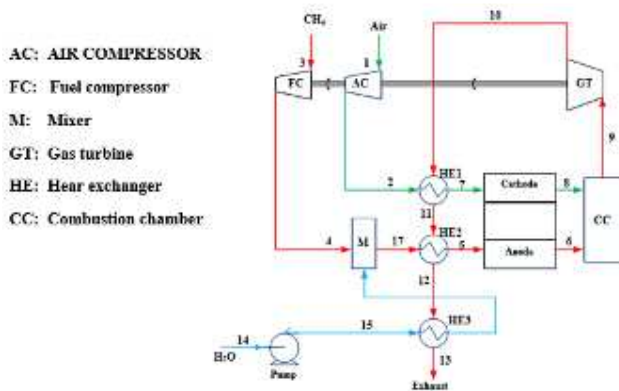 AC: AIR COMPRESSOR
FC: Fuel compressor
M: Mixer
GT: Gas turbine
HE: Hear exchanger
CC: Combustion chamber
CH₄
Air
10
3
1
FC
AC
GT
9
HE1
2
7
Cathode
8
11
CC
4
M
17
HE2
5
Anode
6
12
15
HE3
14
H₂O
Pump
13
Exhaust